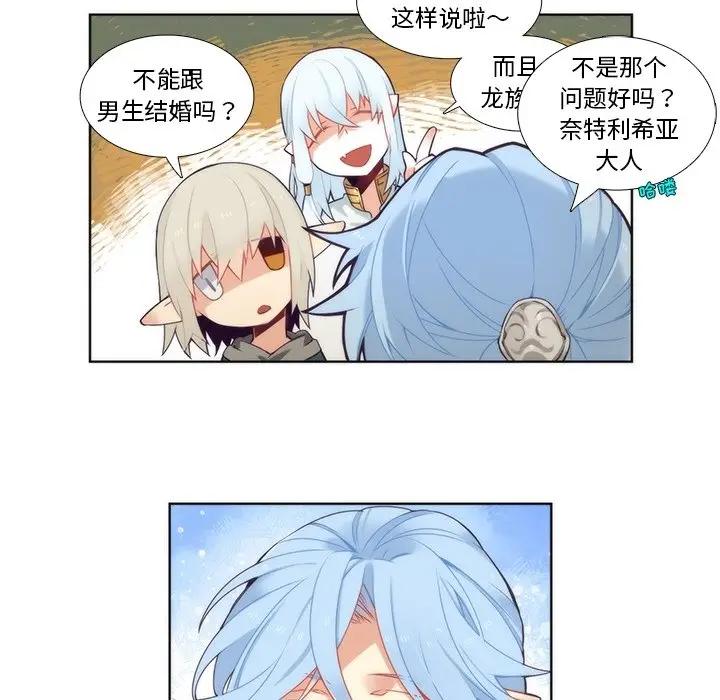 这样说啦～
不能跟
男生结婚吗？
而且
龙族
不是那个
问题好吗？
奈特利希亚
大人
哈喽